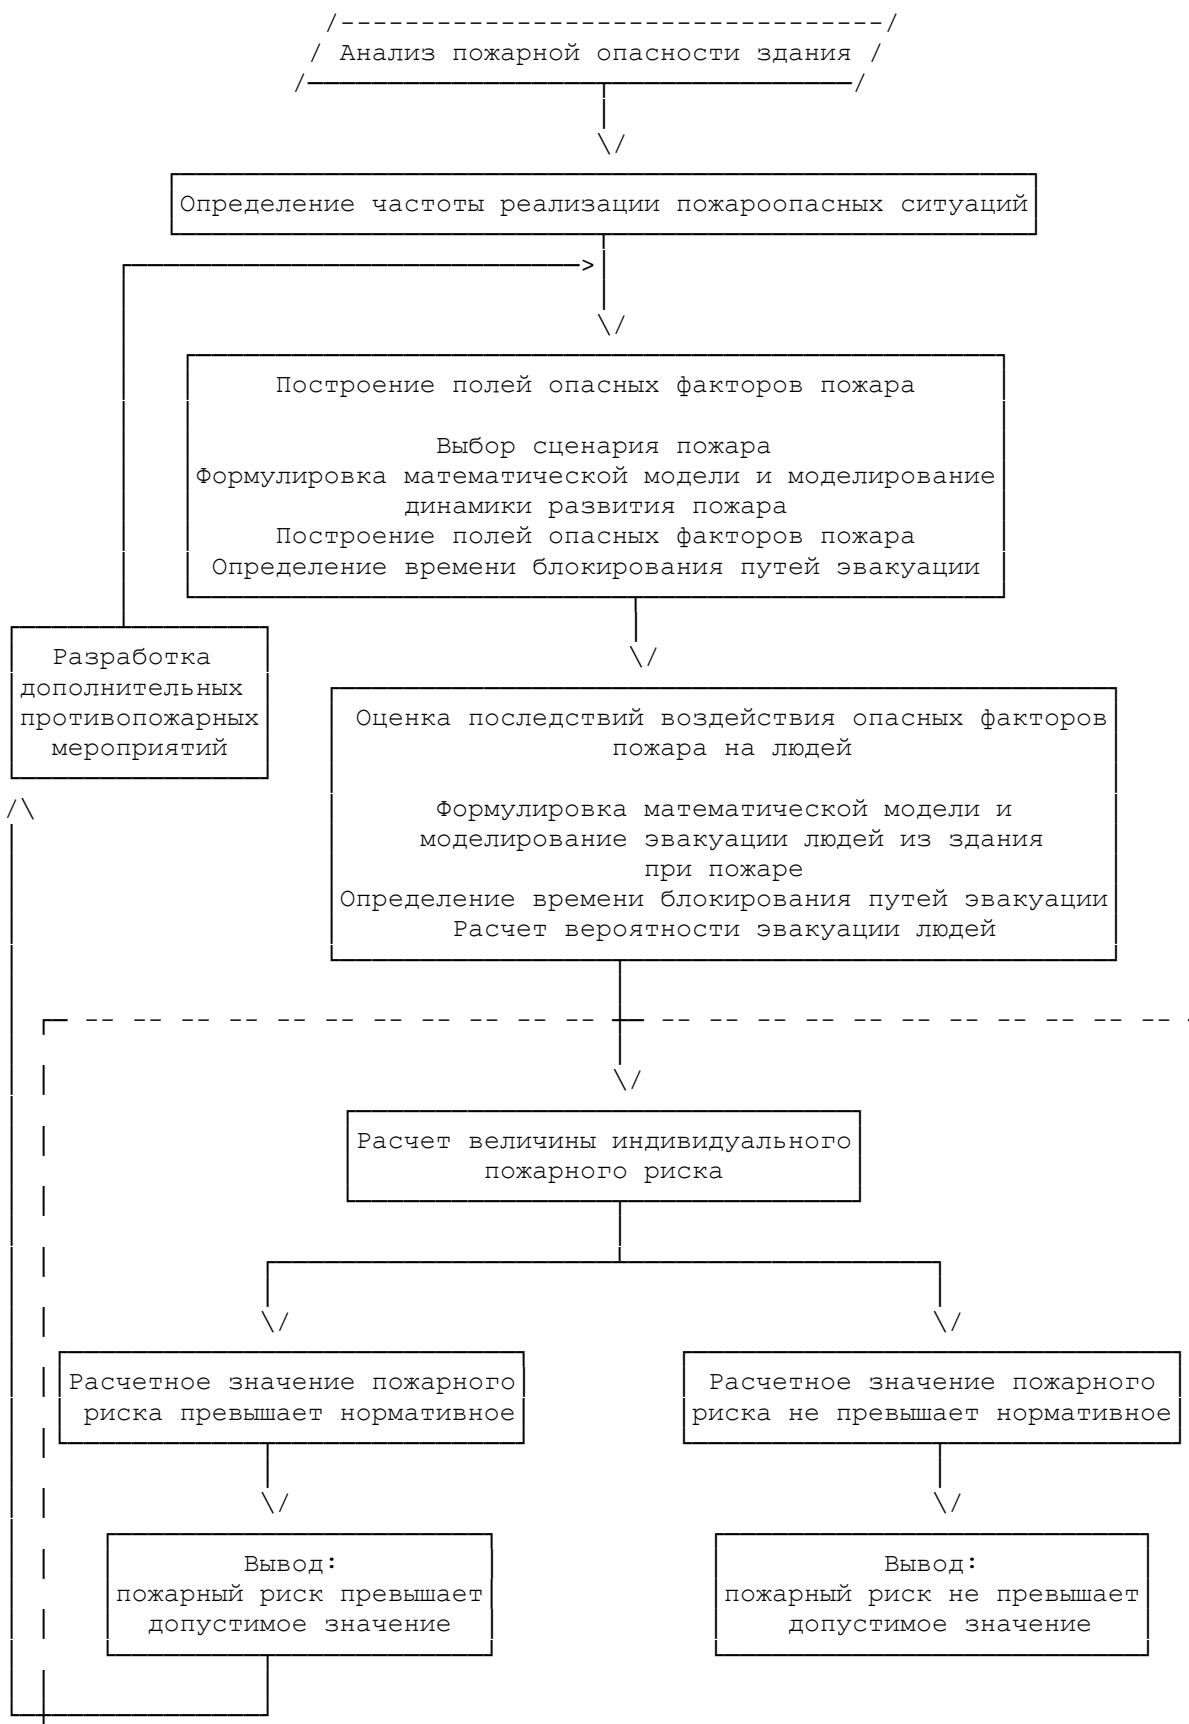 Анализ пожарной опасности здания
Определение частоты реализации пожароопасных ситуаций
Построение полей опасных факторов пожара
Выбор сценария пожара
Формулировка математической модели и моделирование
динамики развития пожара
Построение полей опасных факторов пожара
Определение времени блокирования путей эвакуации
Разработка
дополнительных
противопожарных
мероприятий
Оценка последствий воздействия опасных факторов
пожара на людей
Формулировка математической модели и
моделирование эвакуации людей из здания
при пожаре
Определение времени блокирования путей эвакуации
Расчет вероятности эвакуации людей
Расчет величины индивидуального
пожарного риска
Расчетное значение пожарного
риска превышает нормативное
Расчетное значение пожарного
риска не превышает нормативное
Вывод:
пожарный риск превышает
допустимое значение
Вывод:
пожарный риск не превышает
допустимое значение